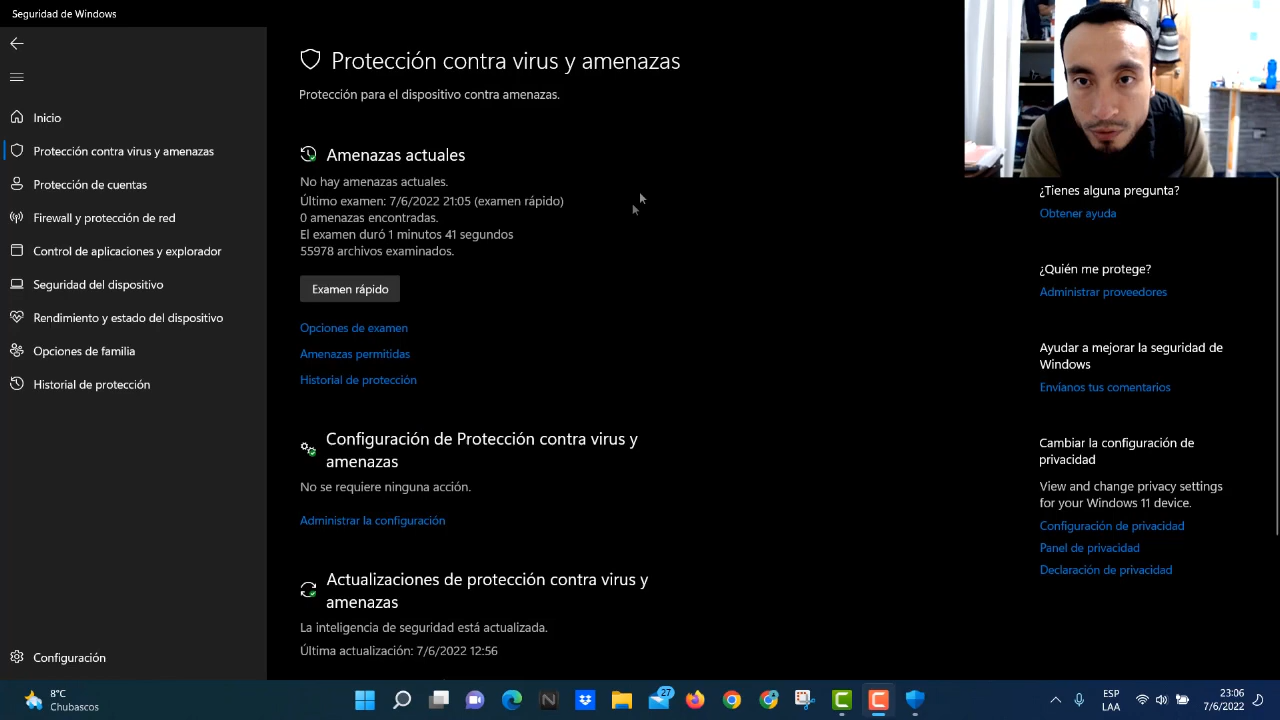 Seguridad de Windows
Inicio
Protección contra virus y amenazas
Protección de cuentas
Firewall y protección de red
Control de aplicaciones y explorador
Seguridad del dispositivo
Rendimiento y estado del dispositivo
Opciones de familia
Historial de protección
Configuración
Protección contra virus y amenazas
Protección para el dispositivo contra amenazas.
Amenazas actuales
No hay amenazas actuales.
Último examen: 7/6/2022 21:05 (examen rápido)
0 amenazas encontradas.
El examen duró 1 minutos 41 segundos
55978 archivos examinados.
Examen rápido
Opciones de examen
Amenazas permitidas
Historial de protección
Configuración de Protección contra virus y
amenazas
No se requiere ninguna acción.
Administrar la configuración
Actualizaciones de protección contra virus y
amenazas
La inteligencia de seguridad está actualizada.
Última actualización: 7/6/2022 12:56
¿Tienes alguna pregunta?
Obtener ayuda
¿Quién me protege?
Administrar proveedores
Ayudar a mejorar la seguridad de
Windows
Envíanos tus comentarios
Cambiar la configuración de
privacidad
View and change privacy settings
for your Windows 11 device.
Configuración de privacidad
Panel de privacidad
Declaración de privacidad
8°C
Chubascos
27
ESP
LAA
23:06
7/6/2022